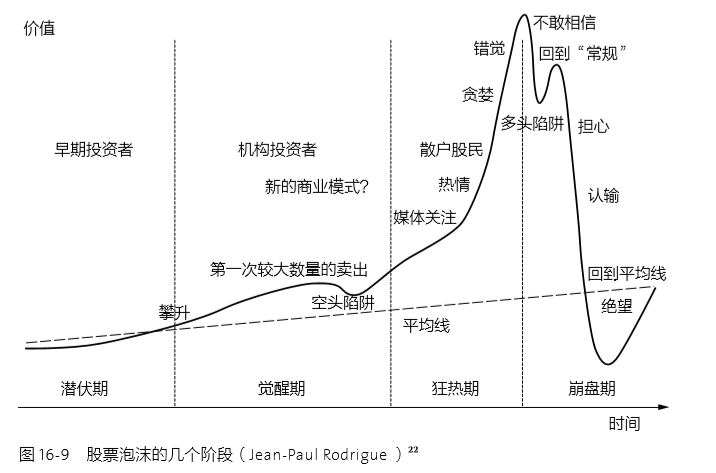 价值
不敢相信
错觉
回到“常规”
贪婪
多头陷阱
担心
早期投资者
机构投资者
散户股民
新的商业模式？
热情
认输
媒体关注
第一次较大数量的卖出
回到平均线
空头陷阱
绝望
攀升
平均线
潜伏期
觉醒期
狂热期
崩盘期
时间
图 16-9 股票泡沫的几个阶段（Jean-Paul Rodrigue）²²